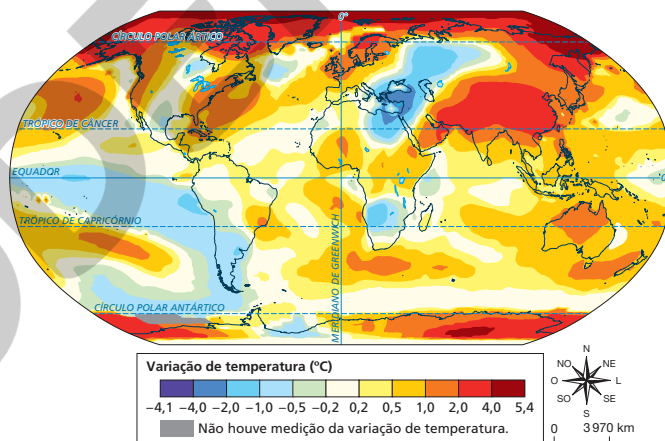 0°
CÍRCULO POLAR ÁRTICO
TRÓPICO DE CÂNCER
EQUADOR
0°
TRÓPICO DE CAPRICÓRNIO
MERIDIANO DE GREENWICH
CÍRCULO POLAR ANTÁRTICO
Variação de temperatura (ºC)
–4,1 –4,0 –2,0 –1,0 –0,5 –0,2 0,2 0,5 1,0 2,0 4,0 5,4
Não houve medição da variação de temperatura.
N
NO NE
O L
SO SE
S
0 3 970 km